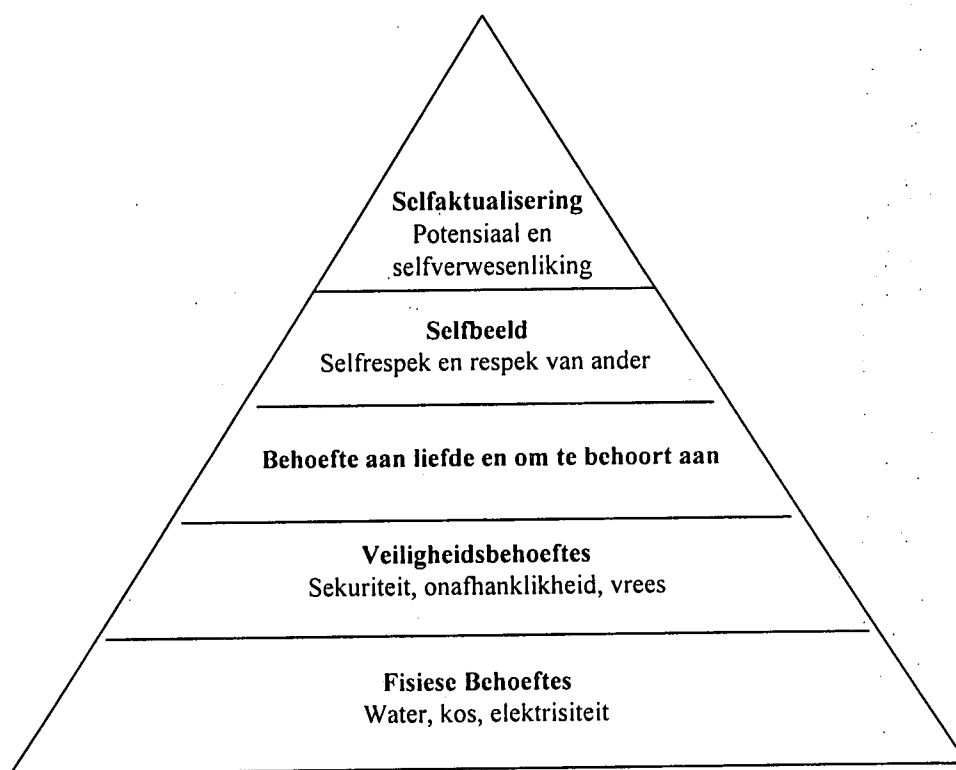 Selfaktualisering
Potensiaal en
selfverwesenliking
Selfbeeld
Selfrespek en respek van ander
Behoefte aan liefde en om te behoort aan
Veiligheidsbehoeftes
Sekuriteit, onafhanklikheid, vrees
Fisiese Behoeftes
Water, kos, elektrisiteit